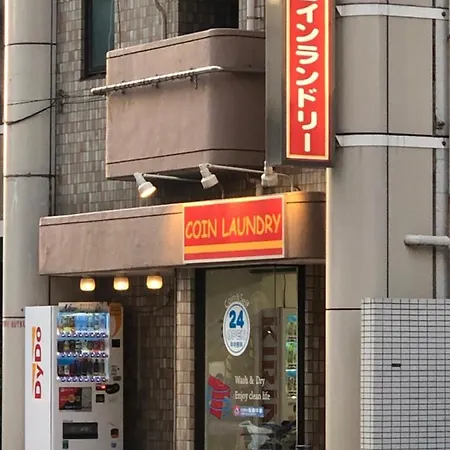 インランドリー
COIN LAUNDRY
24
Wash & Dry
Enjoy clean life
DyDo